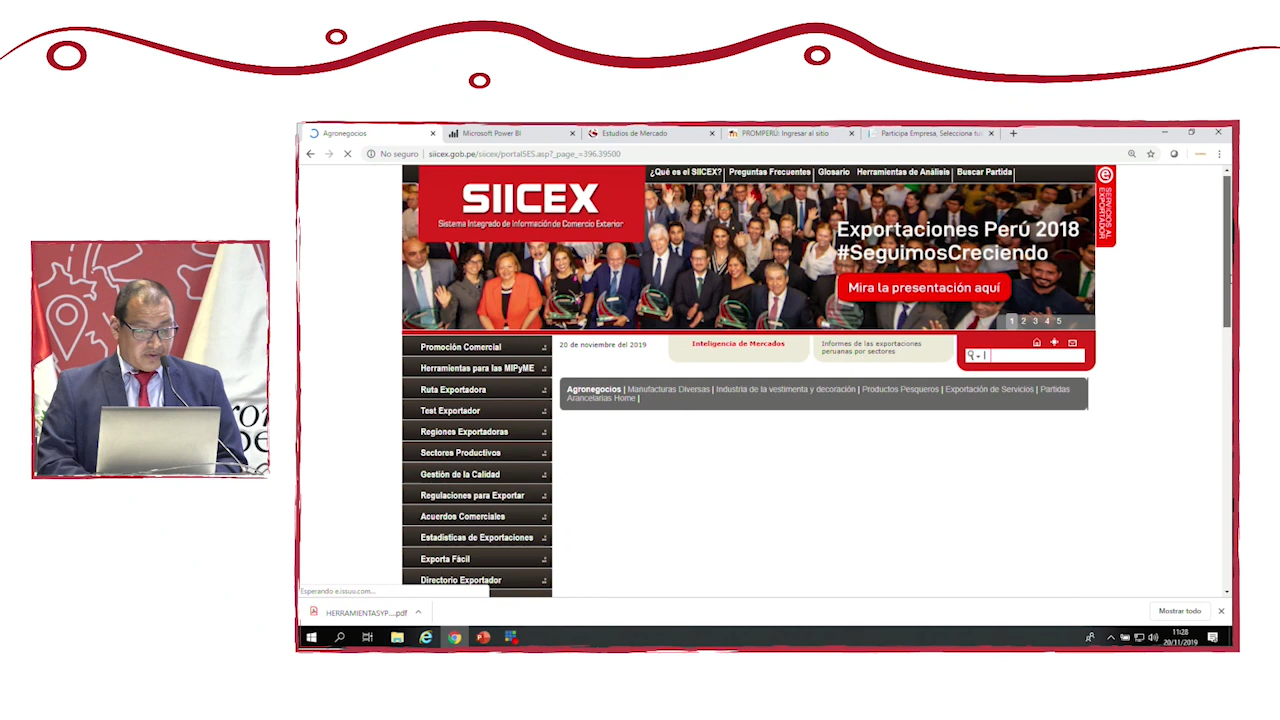 Agronegocios
Microsoft Power BI
Estudios de Mercado
PROMPERÚ: Ingresar al sitio
Participa Empresa, Selecciona tu
No seguro
siicex.gob.pe/siicex/portal5ES.asp?_page_=396.39500
¿Qué es el SIICEX?
Preguntas Frecuentes
Glosario
Herramientas de Análisis
Buscar Partida
SIICEX
Sistema Integrado de Información de Comercio Exterior
SERVICIOS AL
EXPORTADOR
Exportaciones Perú 2018
#SeguimosCreciendo
Mira la presentación aquí
1 2 3 4 5
20 de noviembre del 2019
Inteligencia de Mercados
Informes de las exportaciones
peruanas por sectores
Promoción Comercial
Herramientas para las MIPyME
Ruta Exportadora
Test Exportador
Regiones Exportadoras
Sectores Productivos
Gestión de la Calidad
Regulaciones para Exportar
Acuerdos Comerciales
Estadísticas de Exportaciones
Exporta Fácil
Directorio Exportador
Agronegocios | Manufacturas Diversas | Industria de la vestimenta y decoración | Productos Pesqueros | Exportación de Servicios | Partidas
Arancelarias Home |
Esperando e.issuu.com...
HERRAMIENTASYP....pdf
Mostrar todo
11:28
20/11/2019